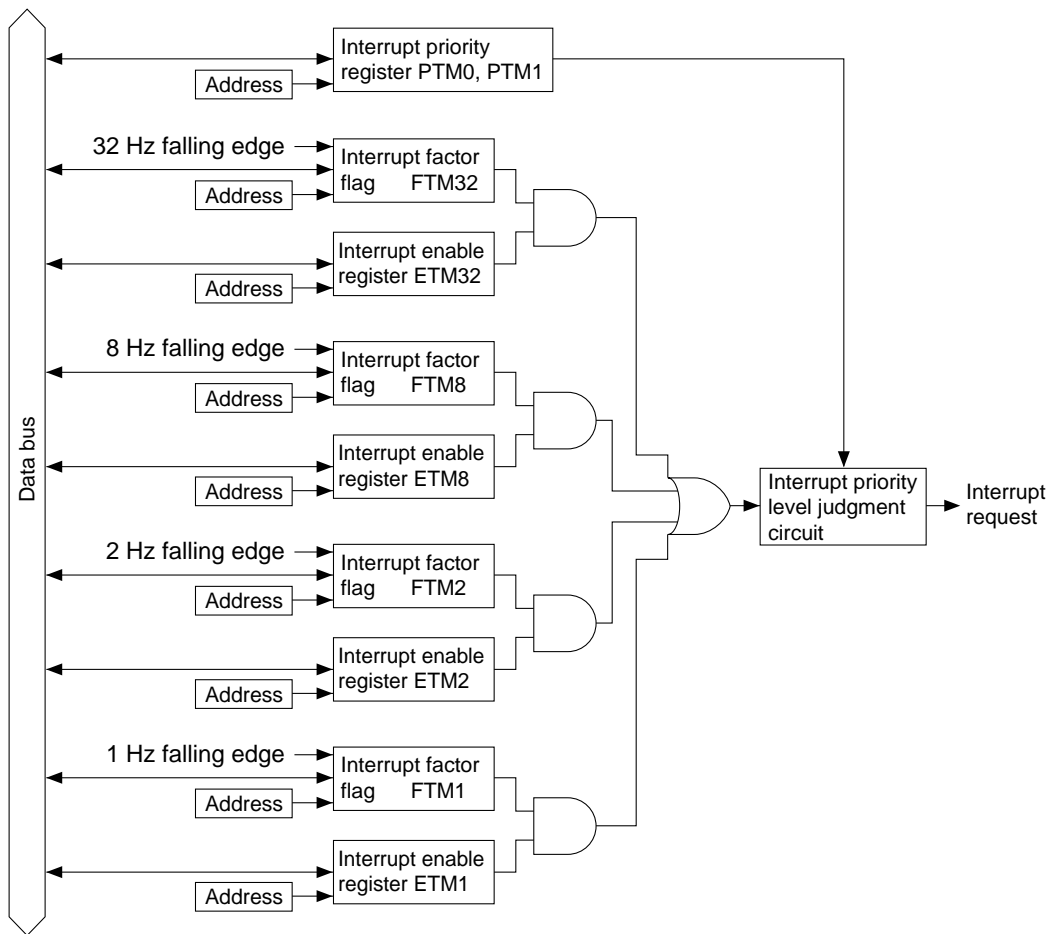 Data bus
Interrupt priority
register PTM0, PTM1
Address
32 Hz falling edge
Interrupt factor
flag FTM32
Address
Interrupt enable
register ETM32
Address
8 Hz falling edge
Interrupt factor
flag FTM8
Address
Interrupt enable
register ETM8
Address
2 Hz falling edge
Interrupt factor
flag FTM2
Address
Interrupt enable
register ETM2
Address
1 Hz falling edge
Interrupt factor
flag FTM1
Address
Interrupt enable
register ETM1
Address
Interrupt priority
level judgment
circuit
Interrupt
request